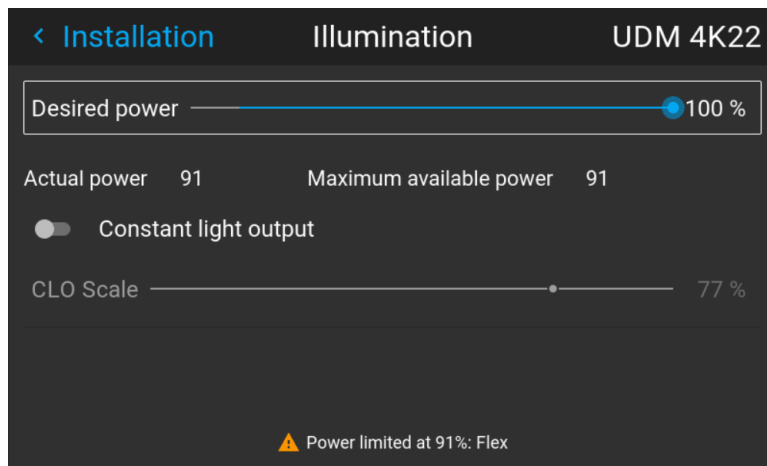 Installation Illumination UDM 4K22
Desired power 100 %
Actual power 91 Maximum available power 91
Constant light output
CLO Scale 77 %
Power limited at 91%: Flex